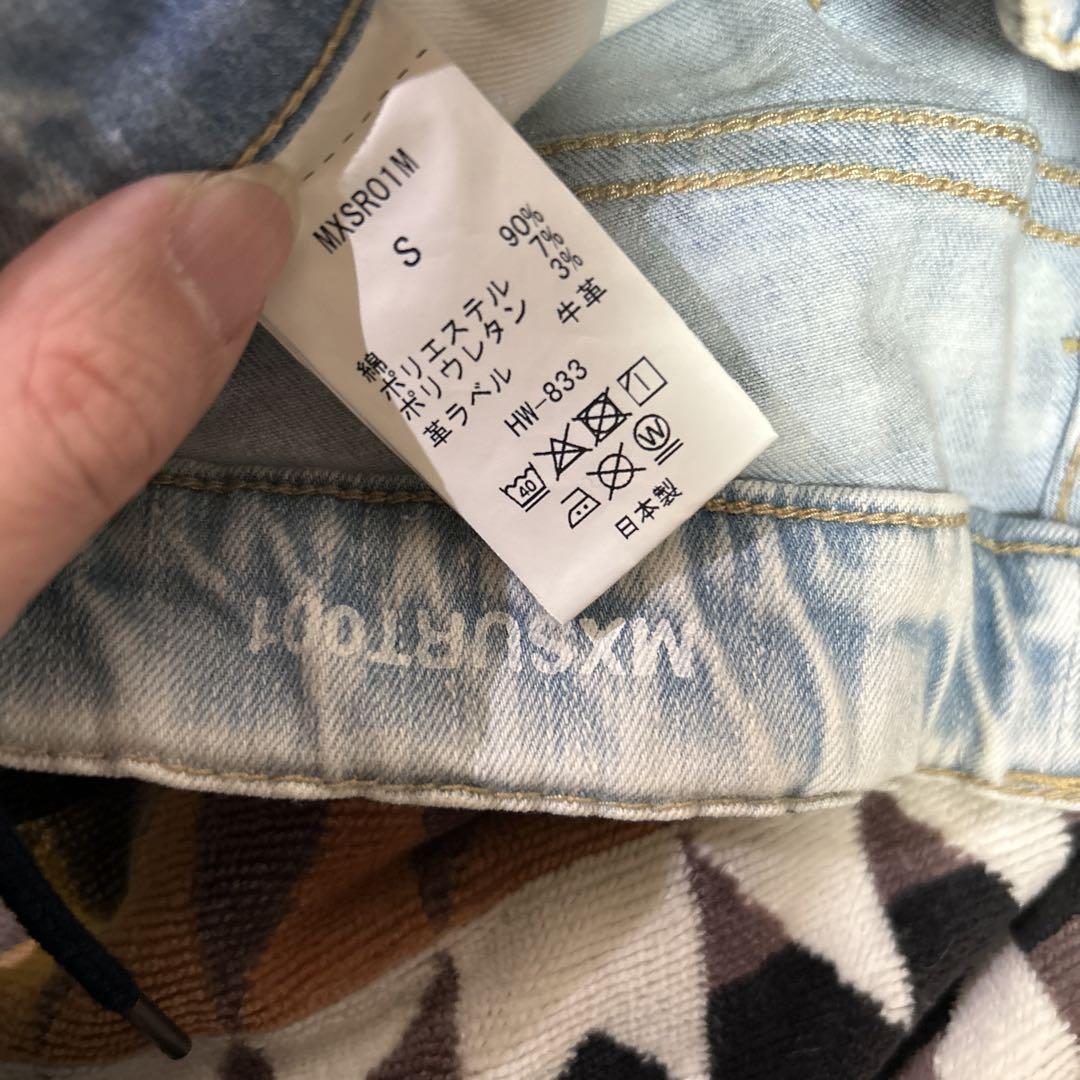 MXSR01M
S
綿 90%
ポリエステル 7%
ポリウレタン 3%
革ラベル 牛革
HW-833
40
W
日本製
MXSURT001